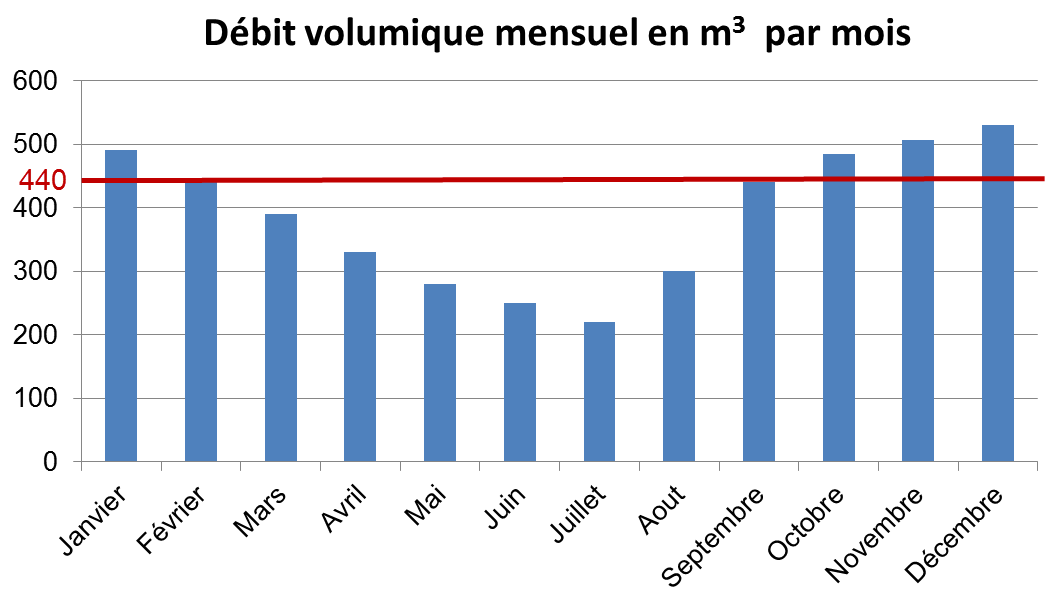 Débit volumique mensuel en m³ par mois
600
500
440
400
300
200
100
0
Janvier
Février
Mars
Avril
Mai
Juin
Juillet
Aout
Septembre
Octobre
Novembre
Décembre